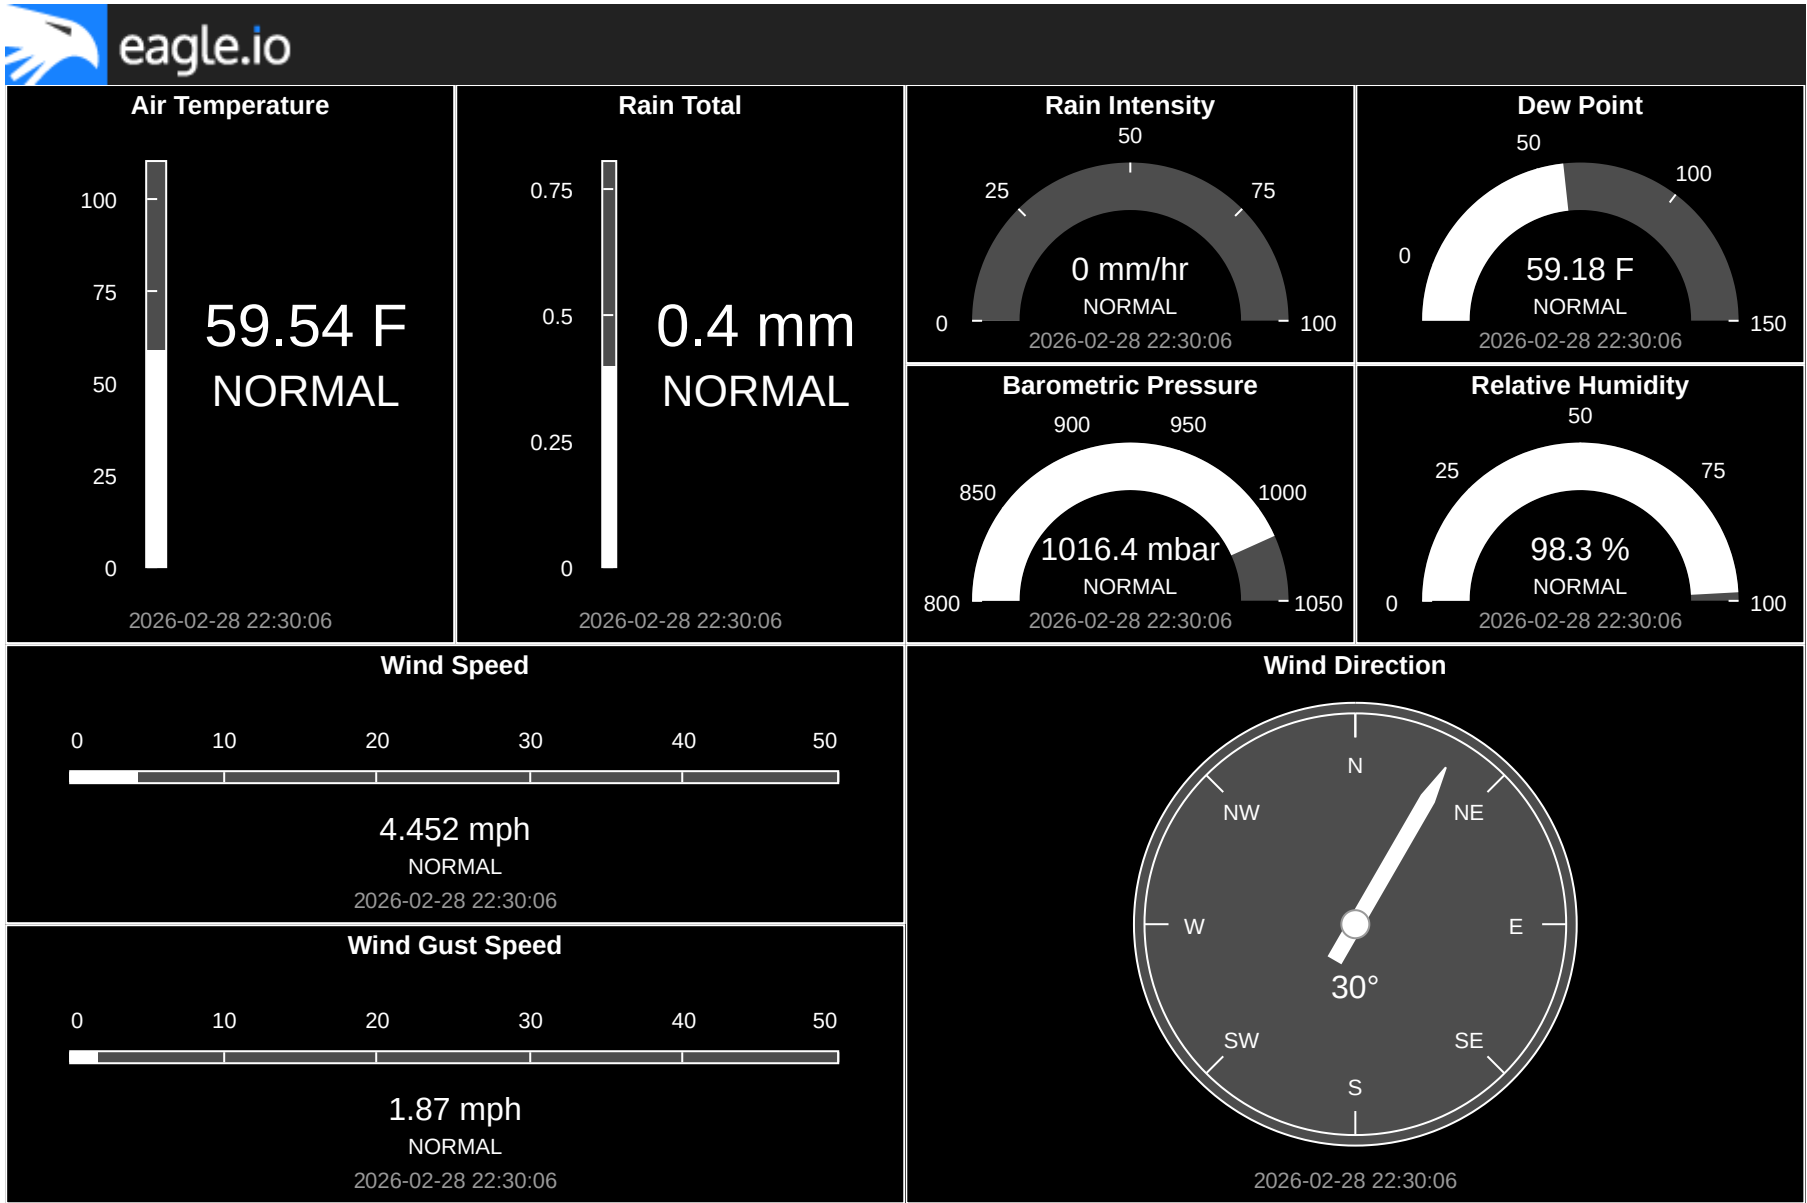 eagle.io
Air Temperature
100
75
50
25
0
59.54 F
NORMAL
2026-02-28 22:30:06
Rain Total
0.75
0.5
0.25
0
0.4 mm
NORMAL
2026-02-28 22:30:06
Rain Intensity
0
25
50
75
100
0 mm/hr
NORMAL
2026-02-28 22:30:06
Dew Point
0
50
100
150
59.18 F
NORMAL
2026-02-28 22:30:06
Barometric Pressure
800
850
900
950
1000
1050
1016.4 mbar
NORMAL
2026-02-28 22:30:06
Relative Humidity
0
25
50
75
100
98.3 %
NORMAL
2026-02-28 22:30:06
Wind Speed
0 10 20 30 40 50
4.452 mph
NORMAL
2026-02-28 22:30:06
Wind Gust Speed
0 10 20 30 40 50
1.87 mph
NORMAL
2026-02-28 22:30:06
Wind Direction
N
NW NE
W E
30°
SW SE
S
2026-02-28 22:30:06